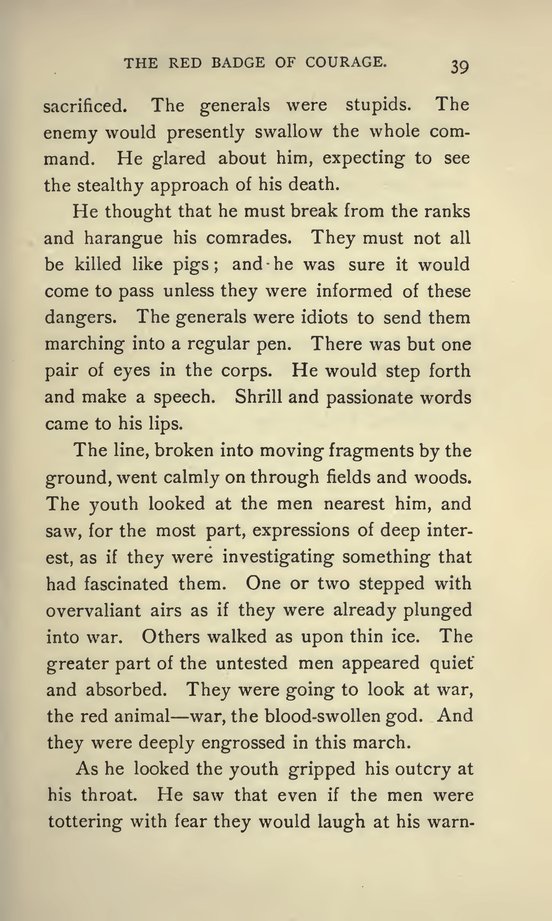 THE RED BADGE OF COURAGE. 39
sacrificed. The generals were stupids. The
enemy would presently swallow the whole com-
mand. He glared about him, expecting to see
the stealthy approach of his death.
He thought that he must break from the ranks
and harangue his comrades. They must not all
be killed like pigs; and he was sure it would
come to pass unless they were informed of these
dangers. The generals were idiots to send them
marching into a regular pen. There was but one
pair of eyes in the corps. He would step forth
and make a speech. Shrill and passionate words
came to his lips.
The line, broken into moving fragments by the
ground, went calmly on through fields and woods.
The youth looked at the men nearest him, and
saw, for the most part, expressions of deep inter-
est, as if they were investigating something that
had fascinated them. One or two stepped with
overvaliant airs as if they were already plunged
into war. Others walked as upon thin ice. The
greater part of the untested men appeared quiet
and absorbed. They were going to look at war,
the red animal—war, the blood-swollen god. And
they were deeply engrossed in this march.
As he looked the youth gripped his outcry at
his throat. He saw that even if the men were
tottering with fear they would laugh at his warn-